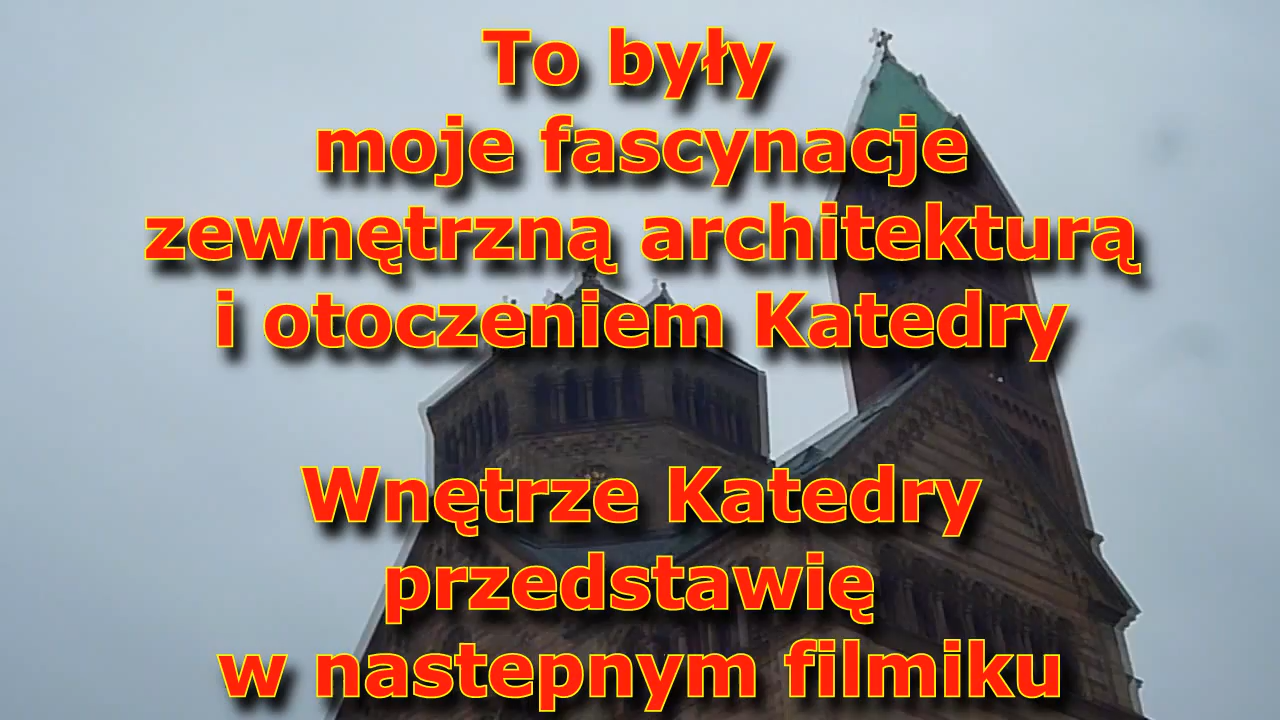 To były
moje fascynacje
zewnętrzną architekturą
i otoczeniem Katedry
Wnętrze Katedry
przedstawię
w nastepnym filmiku